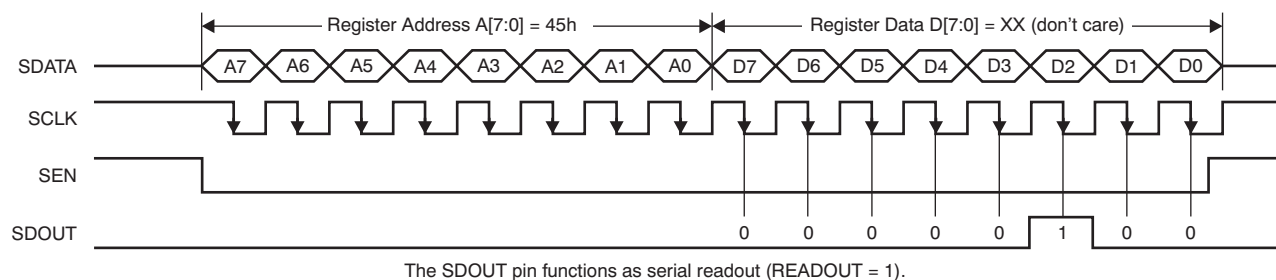 Register Address A[7:0] = 45h Register Data D[7:0] = XX (don’t care)
SDATA A7 A6 A5 A4 A3 A2 A1 A0 D7 D6 D5 D4 D3 D2 D1 D0
SCLK
SEN
SDOUT 0 0 0 0 0 1 0 0
The SDOUT pin functions as serial readout (READOUT = 1).